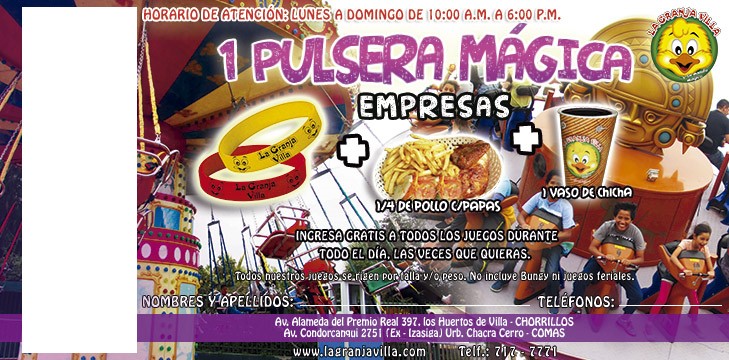 HORARIO DE ATENCIÓN: LUNES A DOMINGO DE 10:00 A.M. A 6:00 P.M.
LA GRANJA VILLA
1 PULSERA MÁGICA
EMPRESAS
La Granja Villa
La Granja Villa
1/4 DE POLLO C/PAPAS
1 VASO DE ChiChA
INGRESA GRATIS A TODOS LOS JUEGOS DURANTE
TODO EL DÍA, LAS VECES QUE QUIERAS.
Todos nuestros juegos se rigen por talla y/o peso. No incluye Bungy ni juegos feriales.
NOMBRES Y APELLIDOS:
TELÉFONOS:
Av. Alameda del Premio Real 397. los Huertos de Villa - CHORRILLOS
Av. Condorcanqui 2751 (Ex - Izasiga) Urb. Chacra Cerro - COMAS
www.lagranjavilla.com
Telf.: 717 - 7771